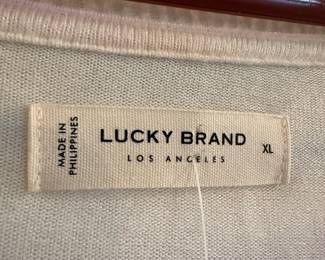 MADE IN
PHILIPPINES
LUCKY BRAND
LOS ANGELES
XL